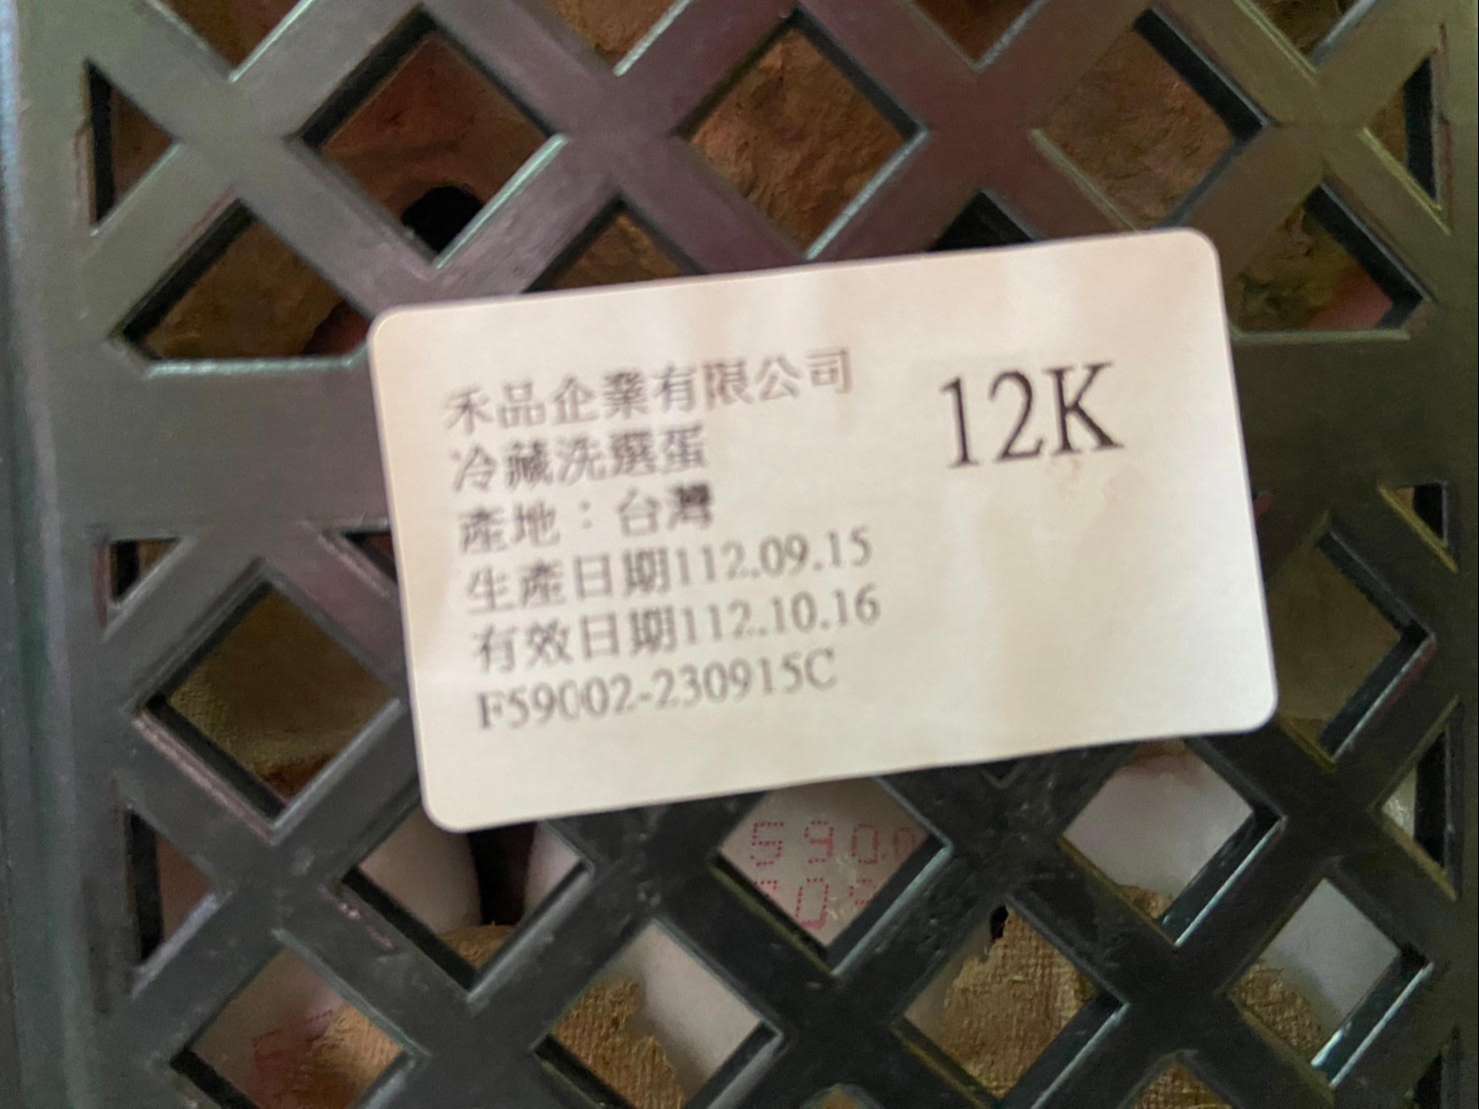 禾品企業有限公司
12K
冷藏洗選蛋
產地：台灣
生產日期112.09.15
有效日期112.10.16
F59002-230915C
590